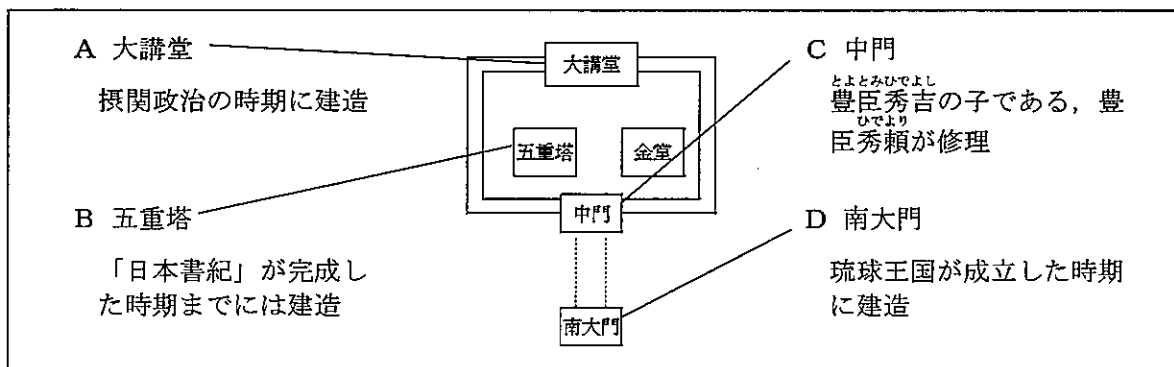 A 大講堂
摂関政治の時期に建造
B 五重塔
「日本書紀」が完成し
た時期までには建造
大講堂
五重塔
金堂
中門
南大門
C 中門
とよとみひでよし
豊臣秀吉の子である，豊
ひでより
臣秀頼が修理
D 南大門
琉球王国が成立した時期
に建造